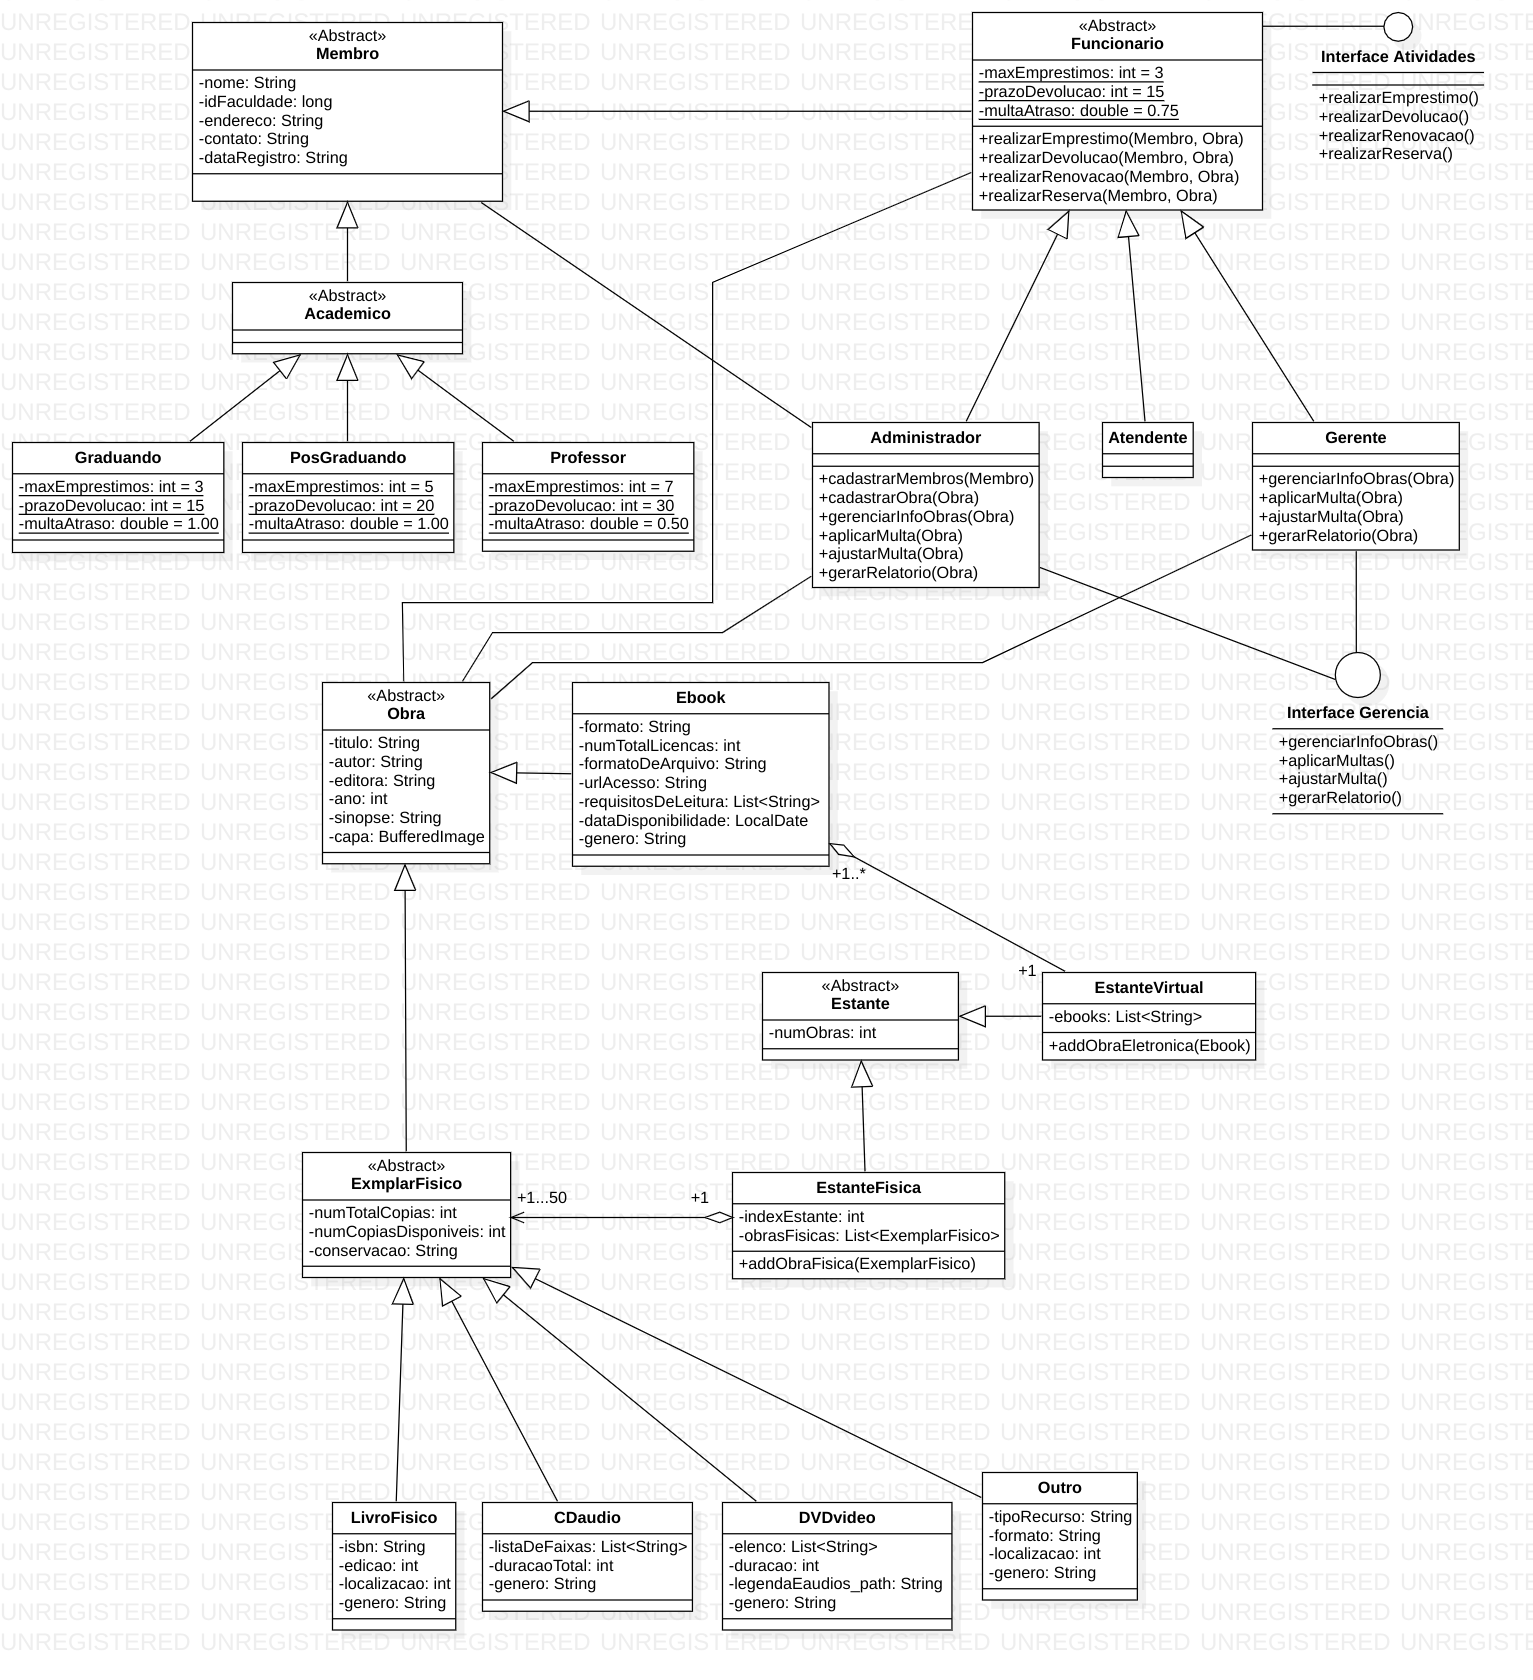 «Abstract»
Membro
-nome: String
-idFaculdade: long
-endereco: String
-contato: String
-dataRegistro: String
«Abstract»
Funcionario
-maxEmprestimos: int = 3
-prazoDevolucao: int = 15
-multaAtraso: double = 0.75
+realizarEmprestimo(Membro, Obra)
+realizarDevolucao(Membro, Obra)
+realizarRenovacao(Membro, Obra)
+realizarReserva(Membro, Obra)
Interface Atividades
+realizarEmprestimo()
+realizarDevolucao()
+realizarRenovacao()
+realizarReserva()
«Abstract»
Academico
Graduando
-maxEmprestimos: int = 3
-prazoDevolucao: int = 15
-multaAtraso: double = 1.00
PosGraduando
-maxEmprestimos: int = 5
-prazoDevolucao: int = 20
-multaAtraso: double = 1.00
Professor
-maxEmprestimos: int = 7
-prazoDevolucao: int = 30
-multaAtraso: double = 0.50
Administrador
+cadastrarMembros(Membro)
+cadastrarObra(Obra)
+gerenciarInfoObras(Obra)
+aplicarMulta(Obra)
+ajustarMulta(Obra)
+gerarRelatorio(Obra)
Atendente
Gerente
+gerenciarInfoObras(Obra)
+aplicarMulta(Obra)
+ajustarMulta(Obra)
+gerarRelatorio(Obra)
«Abstract»
Obra
-titulo: String
-autor: String
-editora: String
-ano: int
-sinopse: String
-capa: BufferedImage
Ebook
-formato: String
-numTotalLicencas: int
-formatoDeArquivo: String
-urlAcesso: String
-requisitosDeLeitura: List<String>
-dataDisponibilidade: LocalDate
-genero: String
Interface Gerencia
+gerenciarInfoObras()
+aplicarMultas()
+ajustarMulta()
+gerarRelatorio()
+1..*
+1
«Abstract»
Estante
-numObras: int
EstanteVirtual
-ebooks: List<String>
+addObraEletronica(Ebook)
«Abstract»
ExmplarFisico
-numTotalCopias: int
-numCopiasDisponiveis: int
-conservacao: String
+1...50
+1
EstanteFisica
-indexEstante: int
-obrasFisicas: List<ExemplarFisico>
+addObraFisica(ExemplarFisico)
LivroFisico
-isbn: String
-edicao: int
-localizacao: int
-genero: String
CDaudio
-listaDeFaixas: List<String>
-duracaoTotal: int
-genero: String
DVDvideo
-elenco: List<String>
-duracao: int
-legendaEaudios_path: String
-genero: String
Outro
-tipoRecurso: String
-formato: String
-localizacao: int
-genero: String